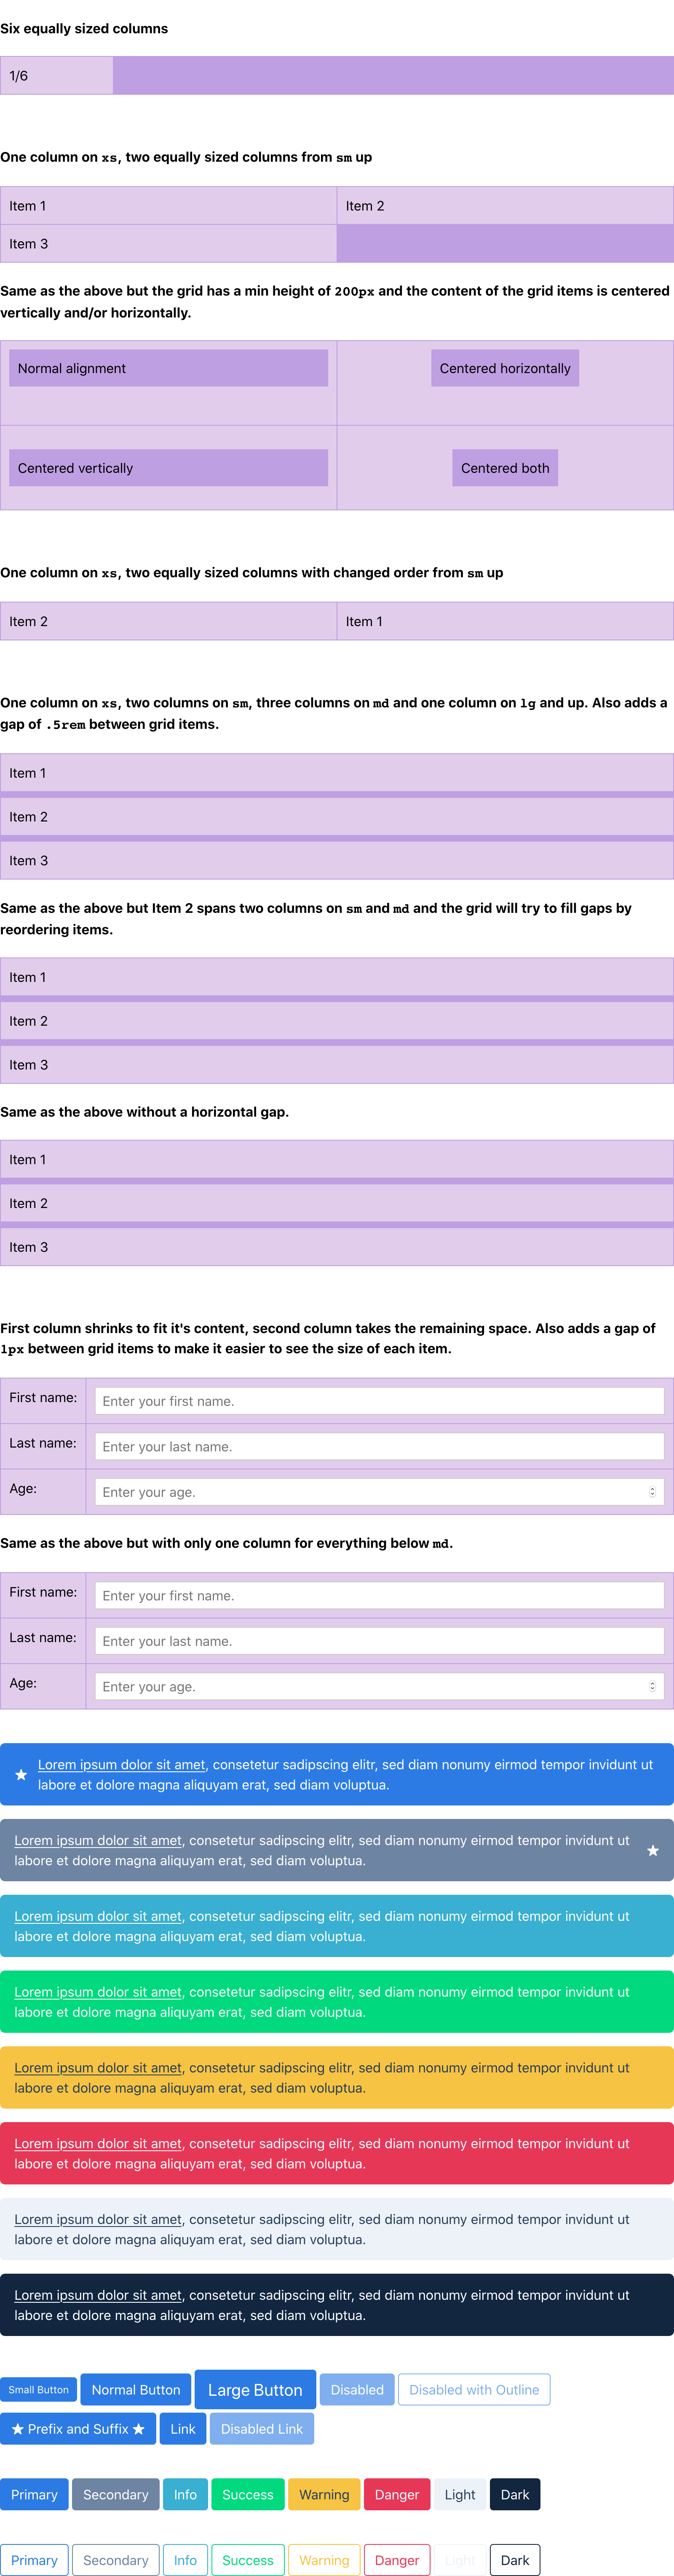 Six equally sized columns
1/6
One column on xs, two equally sized columns from sm up
Item 1 Item 2
Item 3
Same as the above but the grid has a min height of 200px and the content of the grid items is centered
vertically and/or horizontally.
Normal alignment Centered horizontally
Centered vertically Centered both
One column on xs, two equally sized columns with changed order from sm up
Item 2 Item 1
One column on xs, two columns on sm, three columns on md and one column on lg and up. Also adds a
gap of .5rem between grid items.
Item 1
Item 2
Item 3
Same as the above but Item 2 spans two columns on sm and md and the grid will try to fill gaps by
reordering items.
Item 1
Item 2
Item 3
Same as the above without a horizontal gap.
Item 1
Item 2
Item 3
First column shrinks to fit it's content, second column takes the remaining space. Also adds a gap of
1px between grid items to make it easier to see the size of each item.
First name: Enter your first name.
Last name: Enter your last name.
Age: Enter your age.
Same as the above but with only one column for everything below md.
First name: Enter your first name.
Last name: Enter your last name.
Age: Enter your age.
Lorem ipsum dolor sit amet, consetetur sadipscing elitr, sed diam nonumy eirmod tempor invidunt ut
labore et dolore magna aliquyam erat, sed diam voluptua.
Lorem ipsum dolor sit amet, consetetur sadipscing elitr, sed diam nonumy eirmod tempor invidunt ut
labore et dolore magna aliquyam erat, sed diam voluptua.
Lorem ipsum dolor sit amet, consetetur sadipscing elitr, sed diam nonumy eirmod tempor invidunt ut
labore et dolore magna aliquyam erat, sed diam voluptua.
Lorem ipsum dolor sit amet, consetetur sadipscing elitr, sed diam nonumy eirmod tempor invidunt ut
labore et dolore magna aliquyam erat, sed diam voluptua.
Lorem ipsum dolor sit amet, consetetur sadipscing elitr, sed diam nonumy eirmod tempor invidunt ut
labore et dolore magna aliquyam erat, sed diam voluptua.
Lorem ipsum dolor sit amet, consetetur sadipscing elitr, sed diam nonumy eirmod tempor invidunt ut
labore et dolore magna aliquyam erat, sed diam voluptua.
Lorem ipsum dolor sit amet, consetetur sadipscing elitr, sed diam nonumy eirmod tempor invidunt ut
labore et dolore magna aliquyam erat, sed diam voluptua.
Lorem ipsum dolor sit amet, consetetur sadipscing elitr, sed diam nonumy eirmod tempor invidunt ut
labore et dolore magna aliquyam erat, sed diam voluptua.
Small Button Normal Button Large Button Disabled Disabled with Outline
★ Prefix and Suffix ★ Link Disabled Link
Primary Secondary Info Success Warning Danger Light Dark
Primary Secondary Info Success Warning Danger Light Dark